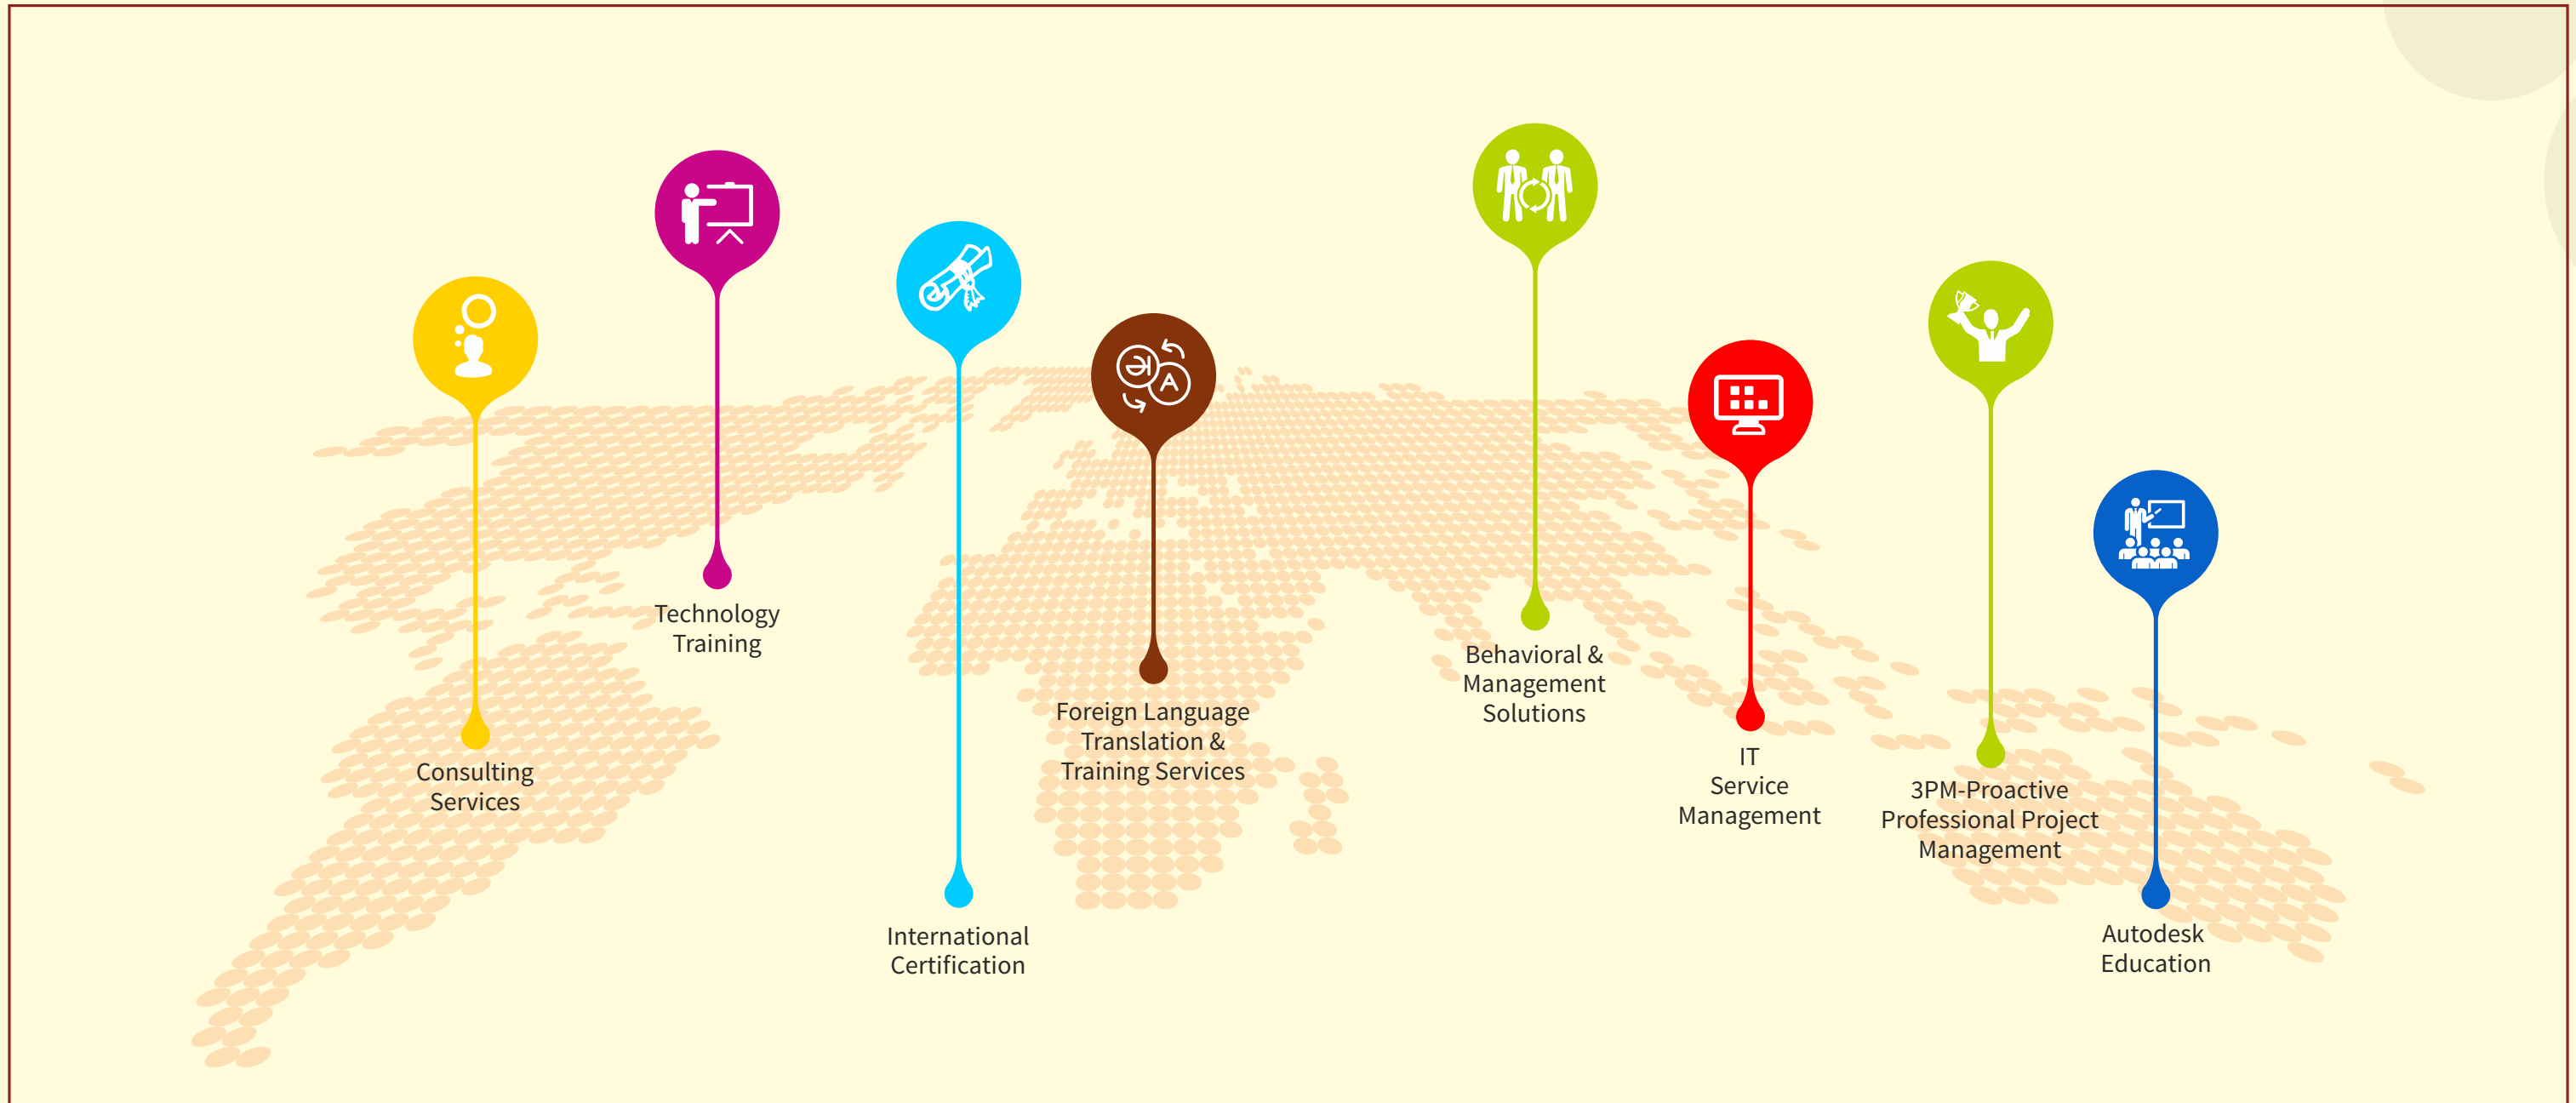 Consulting
Services
Technology
Training
International
Certification
Foreign Language
Translation &
Training Services
Behavioral &
Management
Solutions
IT
Service
Management
3PM-Proactive
Professional Project
Management
Autodesk
Education
A